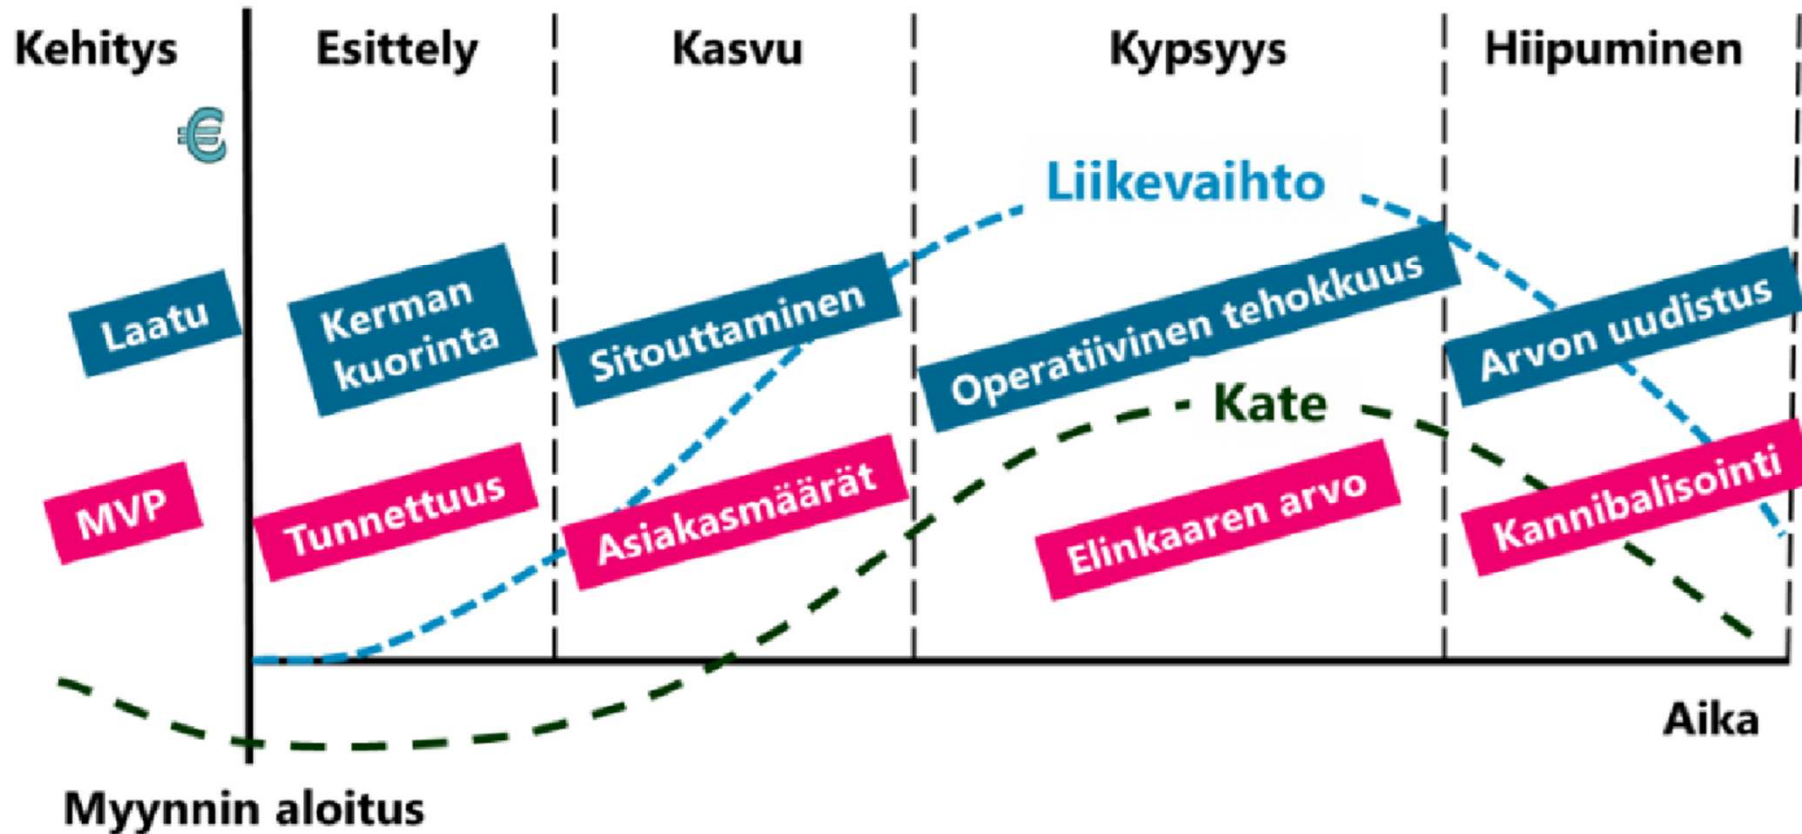 Kehitys
Esittely
Kasvu
Kypsyys
Hiipuminen
€
Liikevaihto
Laatu
Kerman
kuorinta
Sitouttaminen
Operatiivinen tehokkuus
Arvon uudistus
Kate
MVP
Tunnettuus
Asiakasmäärät
Elinkaaren arvo
Kannibalisointi
Aika
Myynnin aloitus